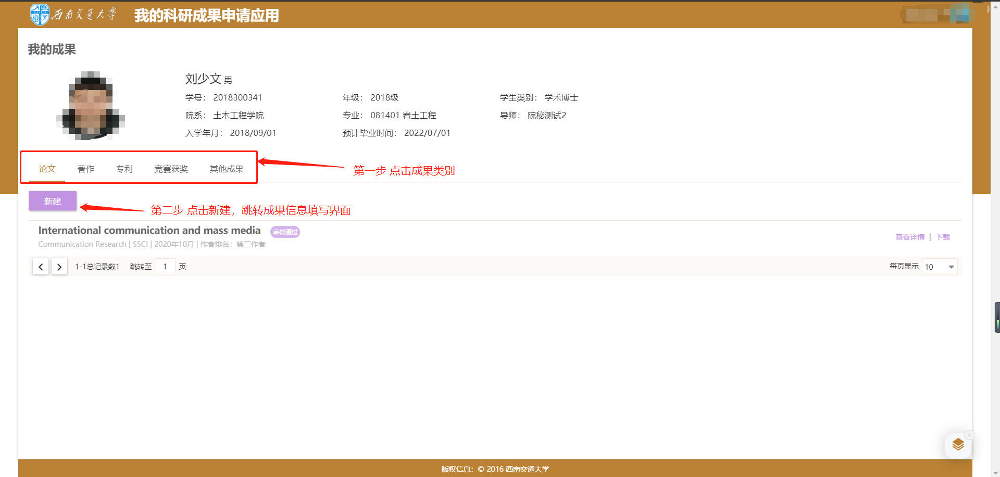 西南交通大学 我的科研成果申请应用
我的成果
刘少文 男
学号： 2018300341 年级： 2018级 学生类别： 学术博士
院系： 土木工程学院 专业： 081401 岩土工程 导师： 院秘测试2
入学年月： 2018/09/01 预计毕业时间： 2022/07/01
论文 著作 专利 竞赛获奖 其他成果
第一步 点击成果类别
新建
第二步 点击新建，跳转成果信息填写界面
International communication and mass media 审核通过
Communication Research | SSCI | 2020年10月 | 作者排名：第三作者
查看详情 | 下载
1-1总记录数1 跳转至 1 页 每页显示 10
版权信息：© 2016 西南交通大学